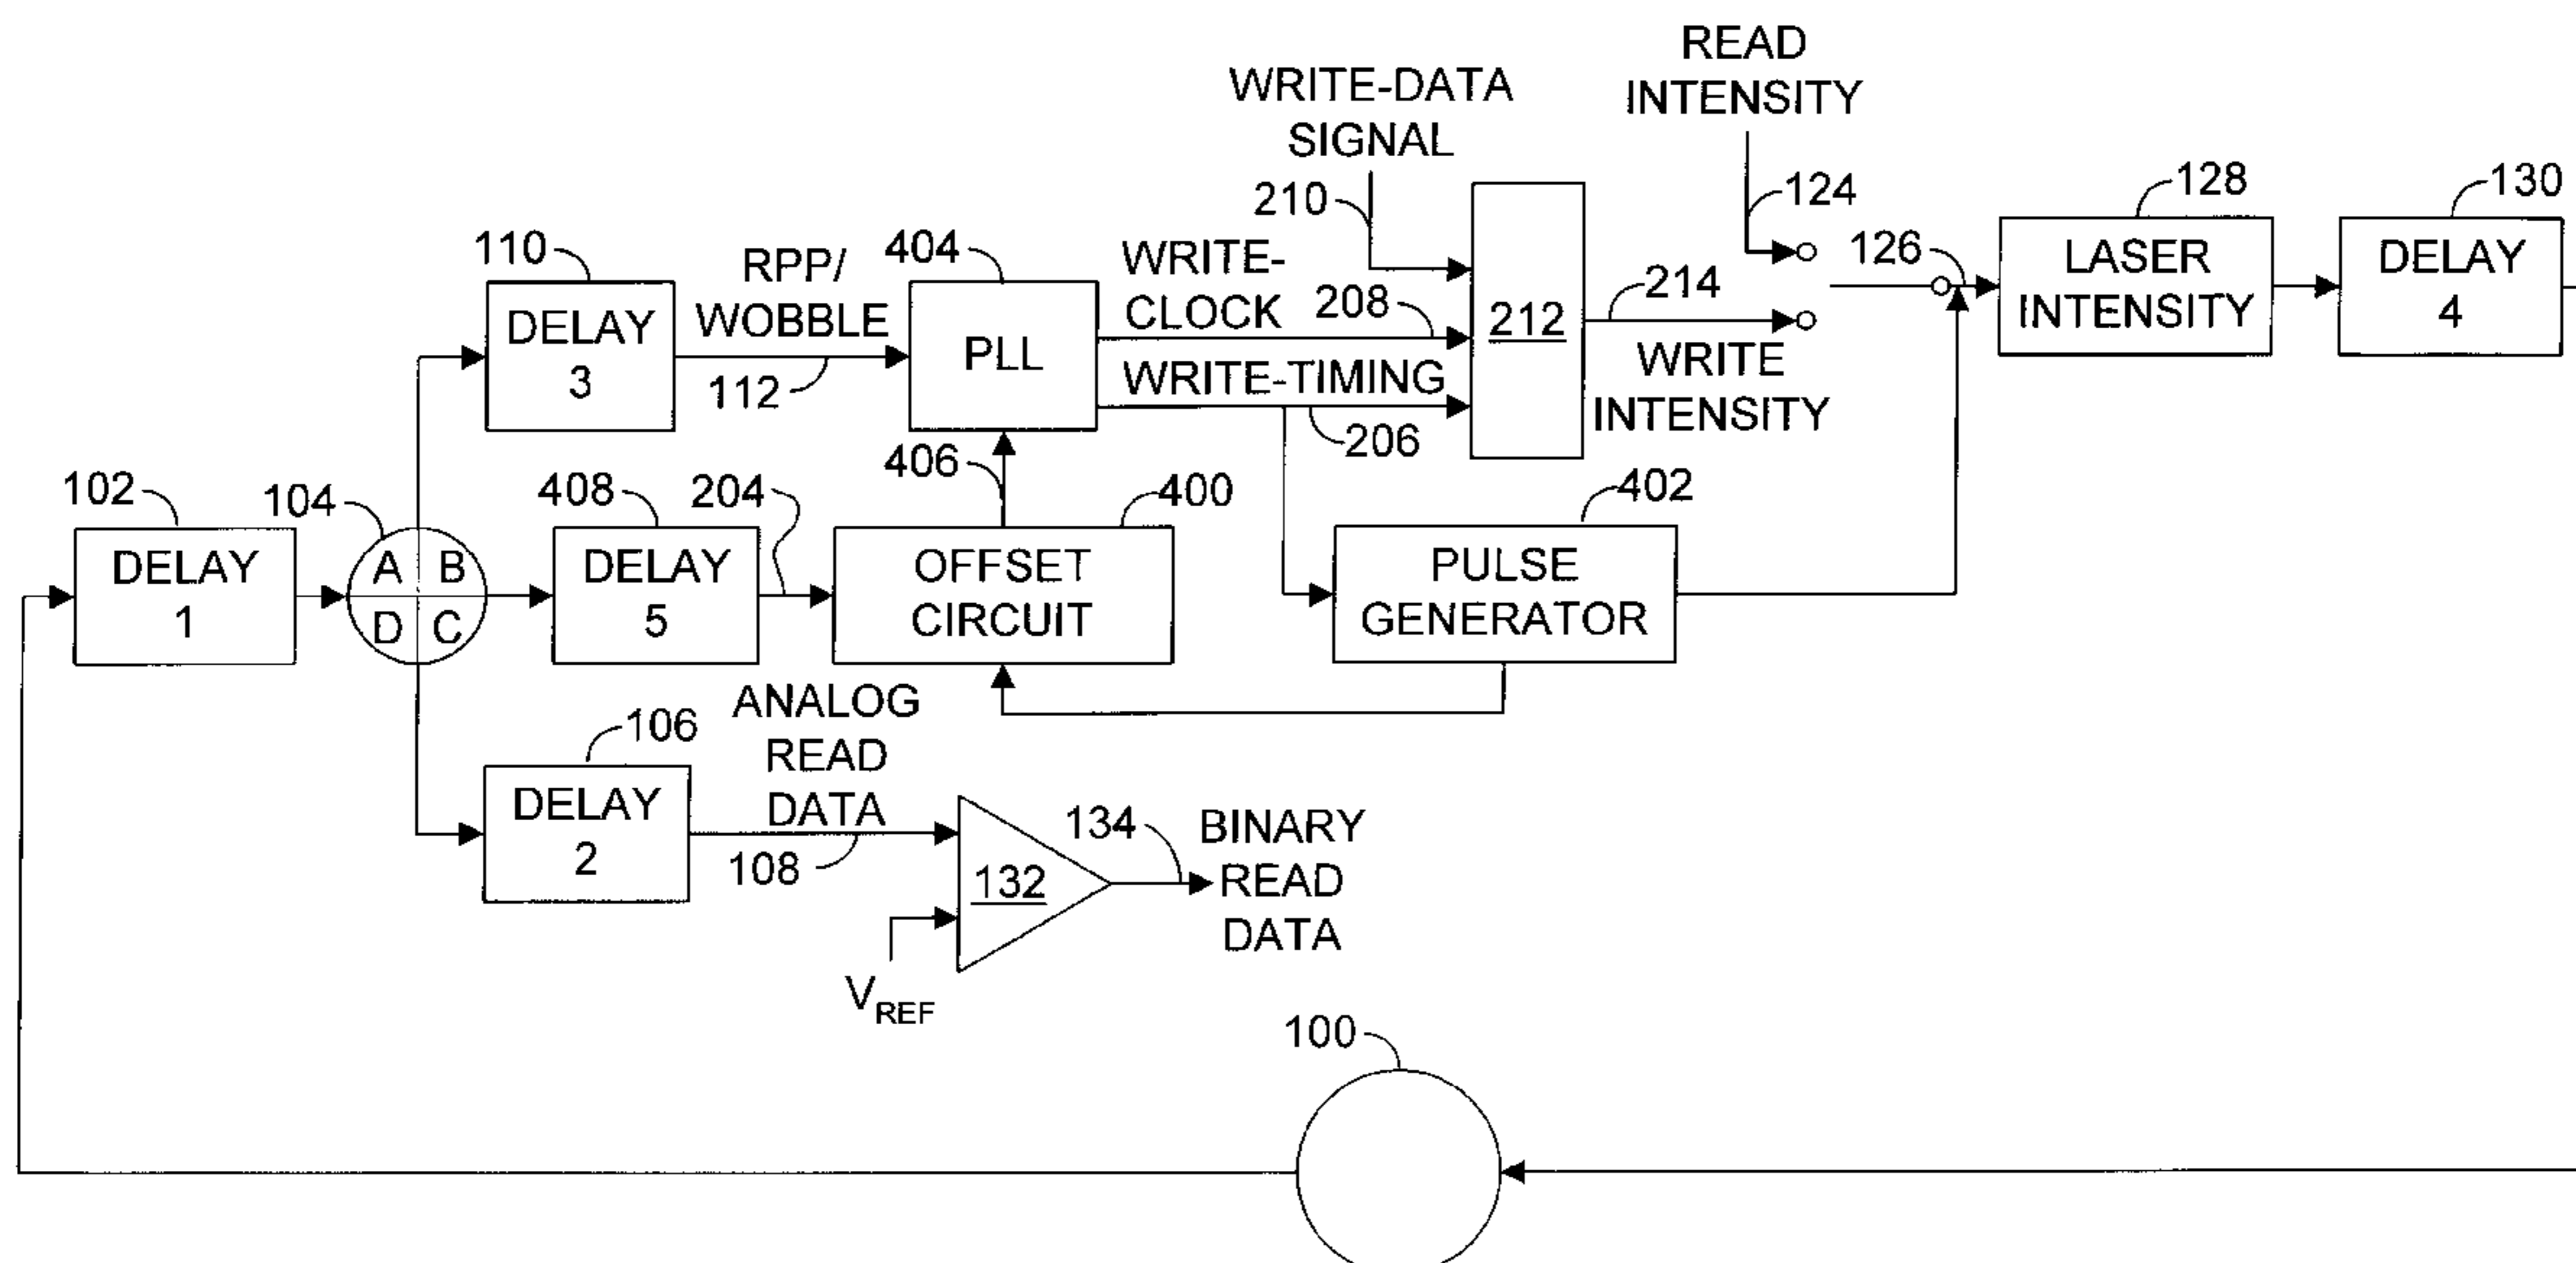 READ
INTENSITY
WRITE-DATA
SIGNAL
210
124
128
130
110
RPP/
WOBBLE
404
WRITE-
CLOCK
208
212
214
126
LASER
INTENSITY
DELAY
4
DELAY
3
112
PLL
WRITE-TIMING
206
WRITE
INTENSITY
406
102
104
408
204
400
402
DELAY
1
A B
D C
DELAY
5
OFFSET
CIRCUIT
PULSE
GENERATOR
106
ANALOG
READ
DATA
DELAY
2
108
132
134
BINARY
READ
DATA
VREF
100